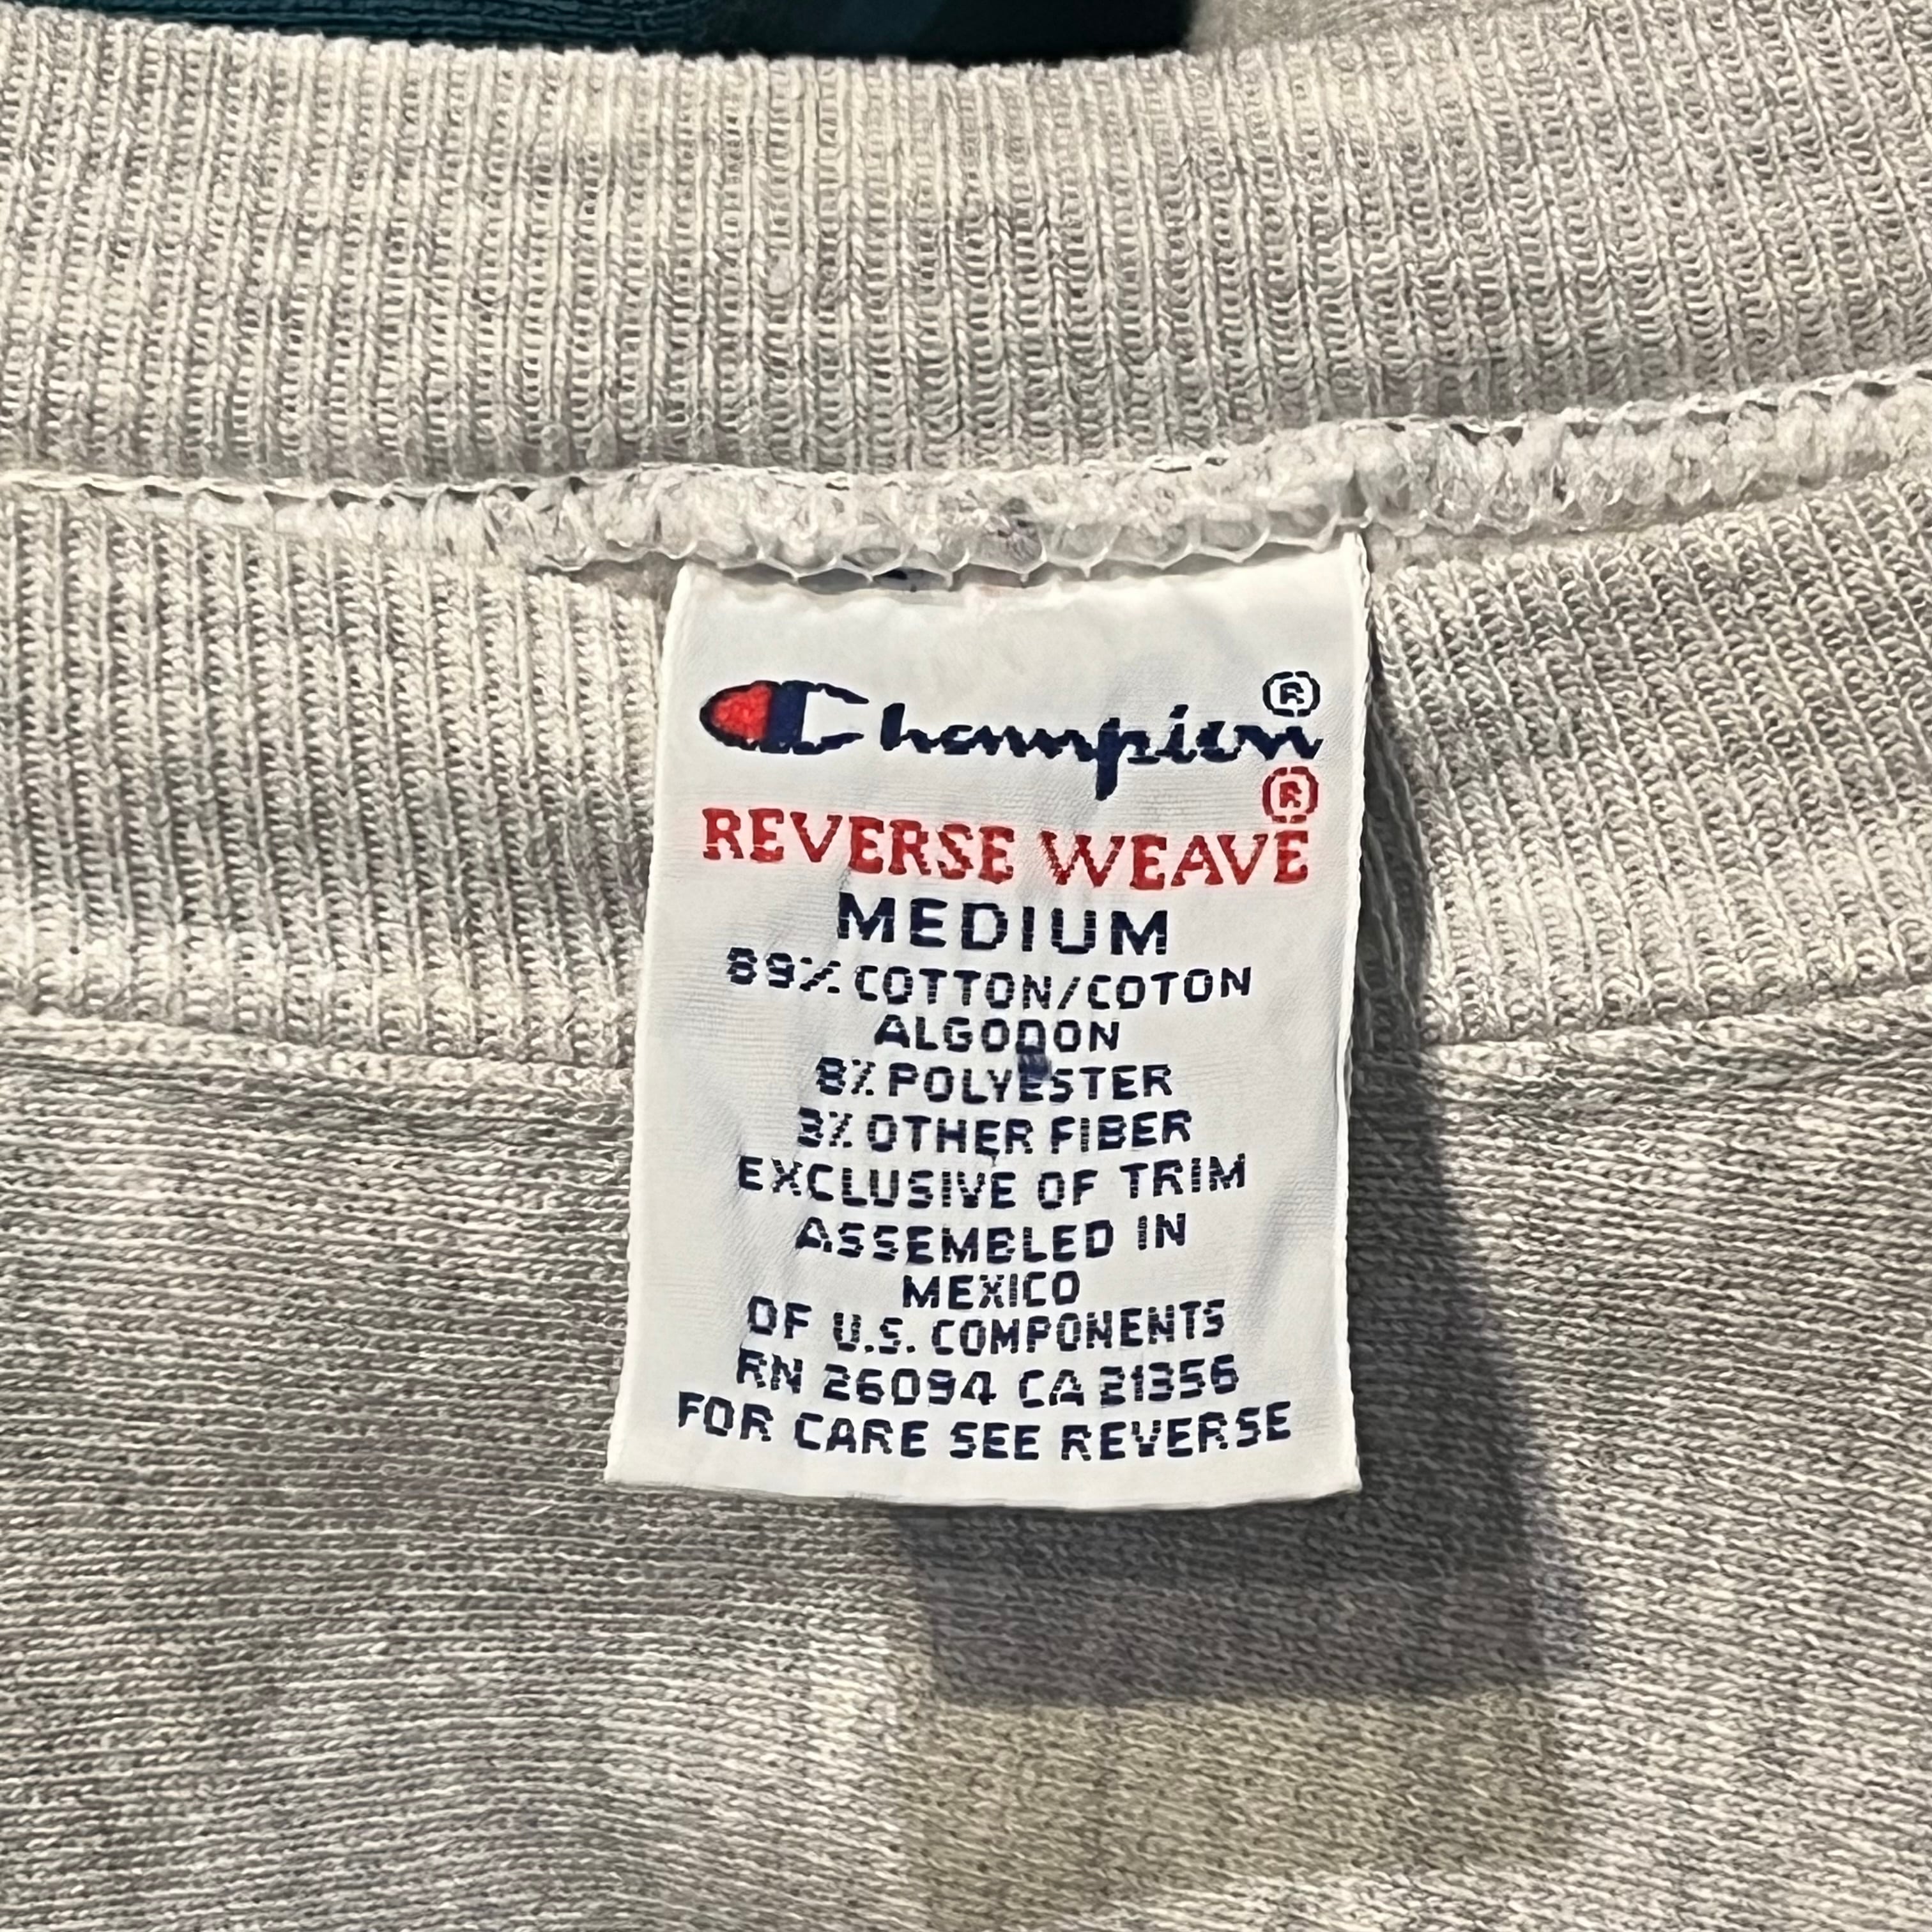 Champion®
REVERSE WEAVE®
MEDIUM
89% COTTON/COTON
ALGODON
8% POLYESTER
3% OTHER FIBER
EXCLUSIVE OF TRIM
ASSEMBLED IN
MEXICO
OF U.S. COMPONENTS
RN 26094 CA 21356
FOR CARE SEE REVERSE